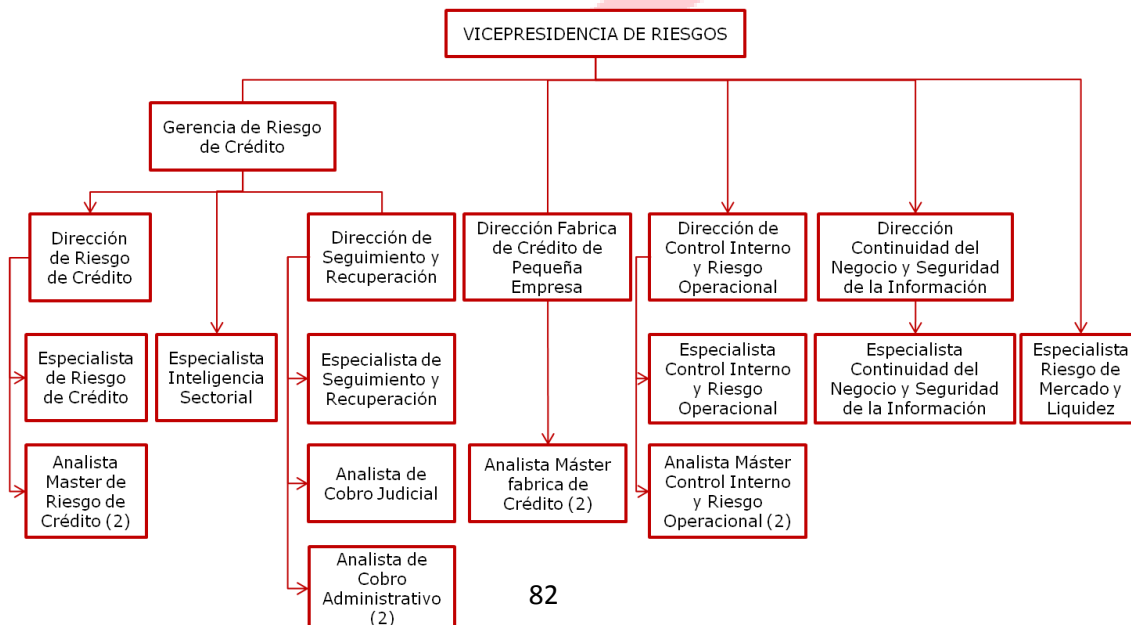 VICEPRESIDENCIA DE RIESGOS
Gerencia de Riesgo
de Crédito
Dirección
de Riesgo
de Crédito
Dirección de
Seguimiento y
Recuperación
Dirección Fabrica
de Crédito de
Pequeña
Empresa
Dirección de
Control Interno
y Riesgo
Operacional
Dirección
Continuidad del
Negocio y Seguridad
de la Información
Especialista
de Riesgo
de Crédito
Especialista
Inteligencia
Sectorial
Especialista de
Seguimiento y
Recuperación
Especialista
Control Interno
y Riesgo
Operacional
Especialista
Continuidad del
Negocio y Seguridad
de la Información
Especialista
Riesgo de
Mercado y
Liquidez
Analista
Master de
Riesgo de
Crédito (2)
Analista de
Cobro Judicial
Analista Máster
fabrica de
Crédito (2)
Analista Máster
Control Interno
y Riesgo
Operacional (2)
Analista de
Cobro
Administrativo
(2)
82